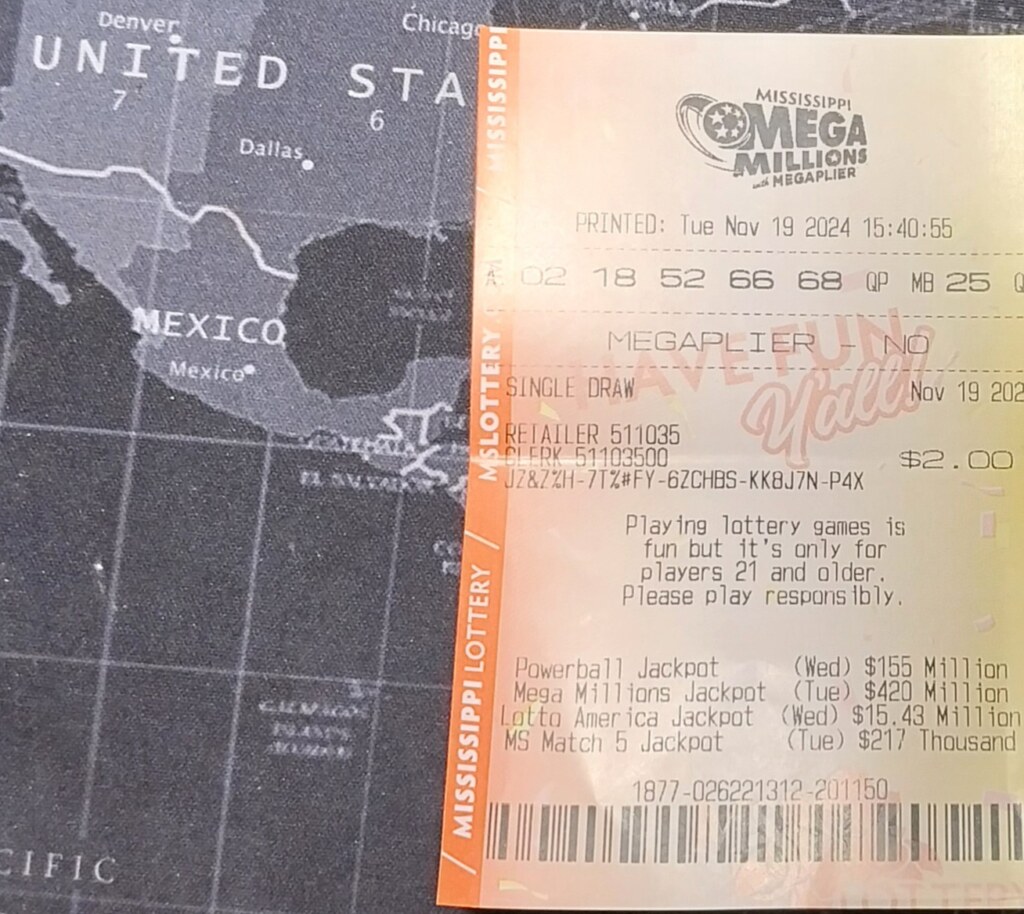 Denver
Chicago
UNITED STA
7
6
Dallas
MEXICO
Mexico
CIFIC
MISSISSIPPI
MSLOTTERY
MISSISSIPPI LOTTERY
MISSISSIPPI
MEGA
MILLIONS
with MEGAPLIER
PRINTED: Tue Nov 19 2024 15:40:55
A. 02 18 52 66 68 QP MB 25 Q
MEGAPLIER - NO
HAVE FUN
Y'all!
SINGLE DRAW Nov 19 202
RETAILER 511035
CLERK 51103500 $2.00
JZ&Z%H-7T%#FY-6ZCHBS-KK8J7N-P4X
Playing lottery games is
fun but it's only for
players 21 and older.
Please play responsibly.
Powerball Jackpot (Wed) $155 Million
Mega Millions Jackpot (Tue) $420 Million
Lotto America Jackpot (Wed) $15.43 Million
MS Match 5 Jackpot (Tue) $217 Thousand
1877-026221312-201150